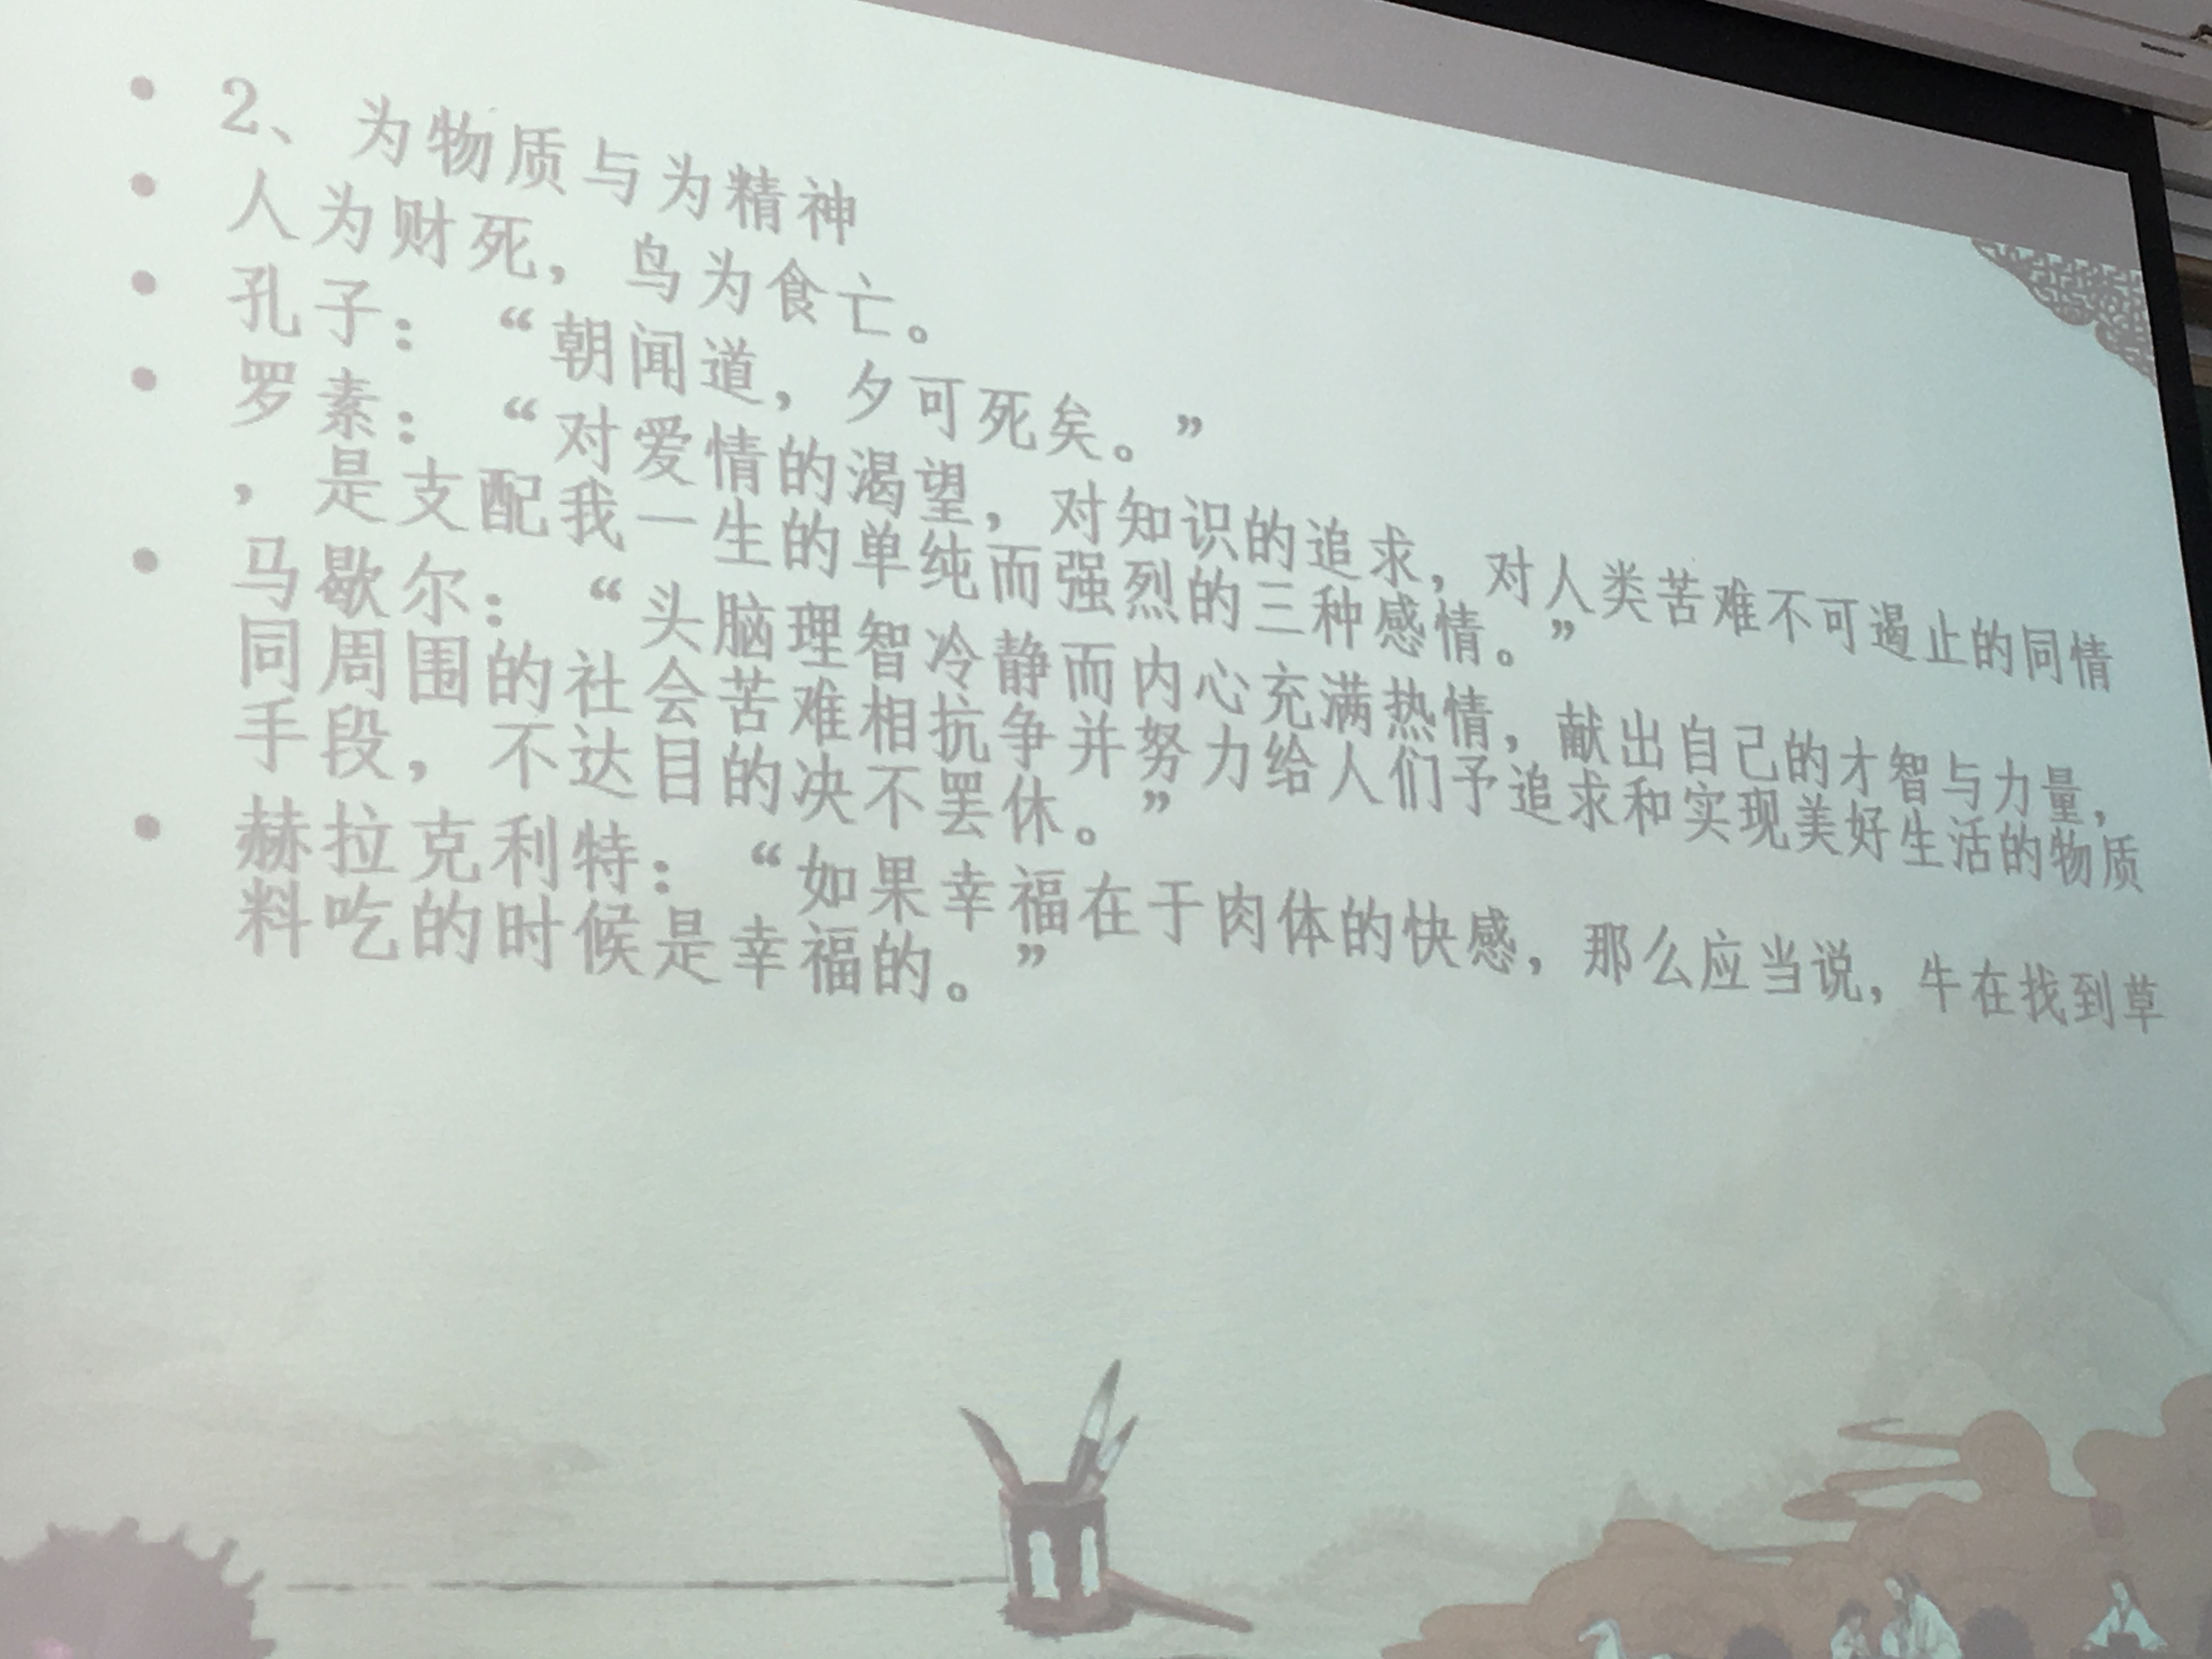 2、为物质与为精神
人为财死，鸟为食亡。
孔子：“朝闻道，夕可死矣。”
罗素：“对爱情的渴望，对知识的追求，对人类苦难不可遏止的同情
，是支配我一生的单纯而强烈的三种感情。”
马歇尔：“头脑理智冷静而内心充满热情，献出自己的才智与力量，
同周围的社会苦难相抗争并努力给人们予追求和实现美好生活的物质
手段，不达目的决不罢休。”
赫拉克利特：“如果幸福在于肉体的快感，那么应当说，牛在找到草
料吃的时候是幸福的。”